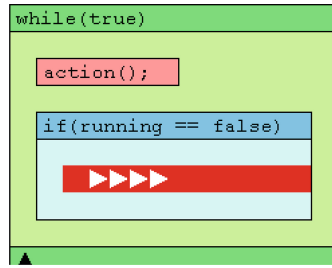 while(true)
action();
if(running == false)